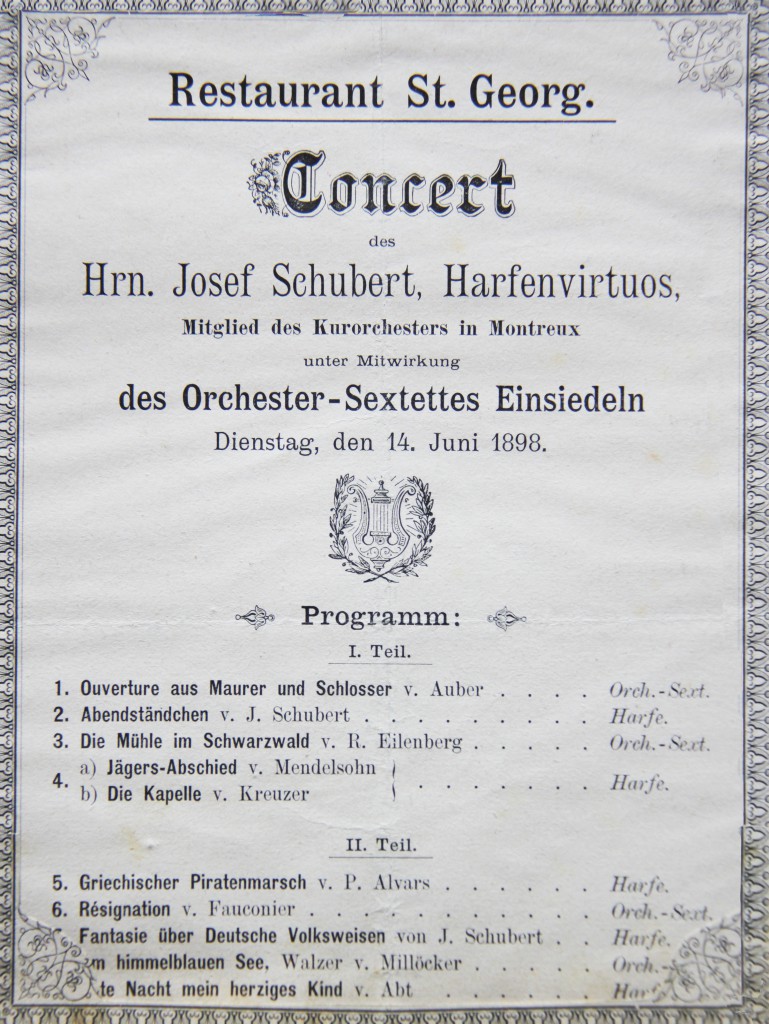 Restaurant St. Georg.
Concert
des
Hrn. Josef Schubert, Harfenvirtuos,
Mitglied des Kurorchesters in Montreux
unter Mitwirkung
des Orchester-Sextettes Einsiedeln
Dienstag, den 14. Juni 1898.
Programm:
I. Teil.
1. Ouverture aus Maurer und Schlosser v. Auber . . . . Orch.-Sext.
2. Abendständchen v. J. Schubert . . . . . . . . . Harfe.
3. Die Mühle im Schwarzwald v. R. Eilenberg . . . . . Orch.-Sext.
4. a) Jägers-Abschied v. Mendelsohn
b) Die Kapelle v. Kreuzer . . . . . . . Harfe.
II. Teil.
5. Griechischer Piratenmarsch v. P. Alvars . . . . . . Harfe.
6. Résignation v. Fauconier . . . . . . . . . . . Orch.-Sext.
Fantasie über Deutsche Volksweisen von J. Schubert . . Harfe.
himmelblauen See, Walzer v. Millöcker . . . . . Orch.-
Nacht mein herziges Kind v. Abt . . . . . .